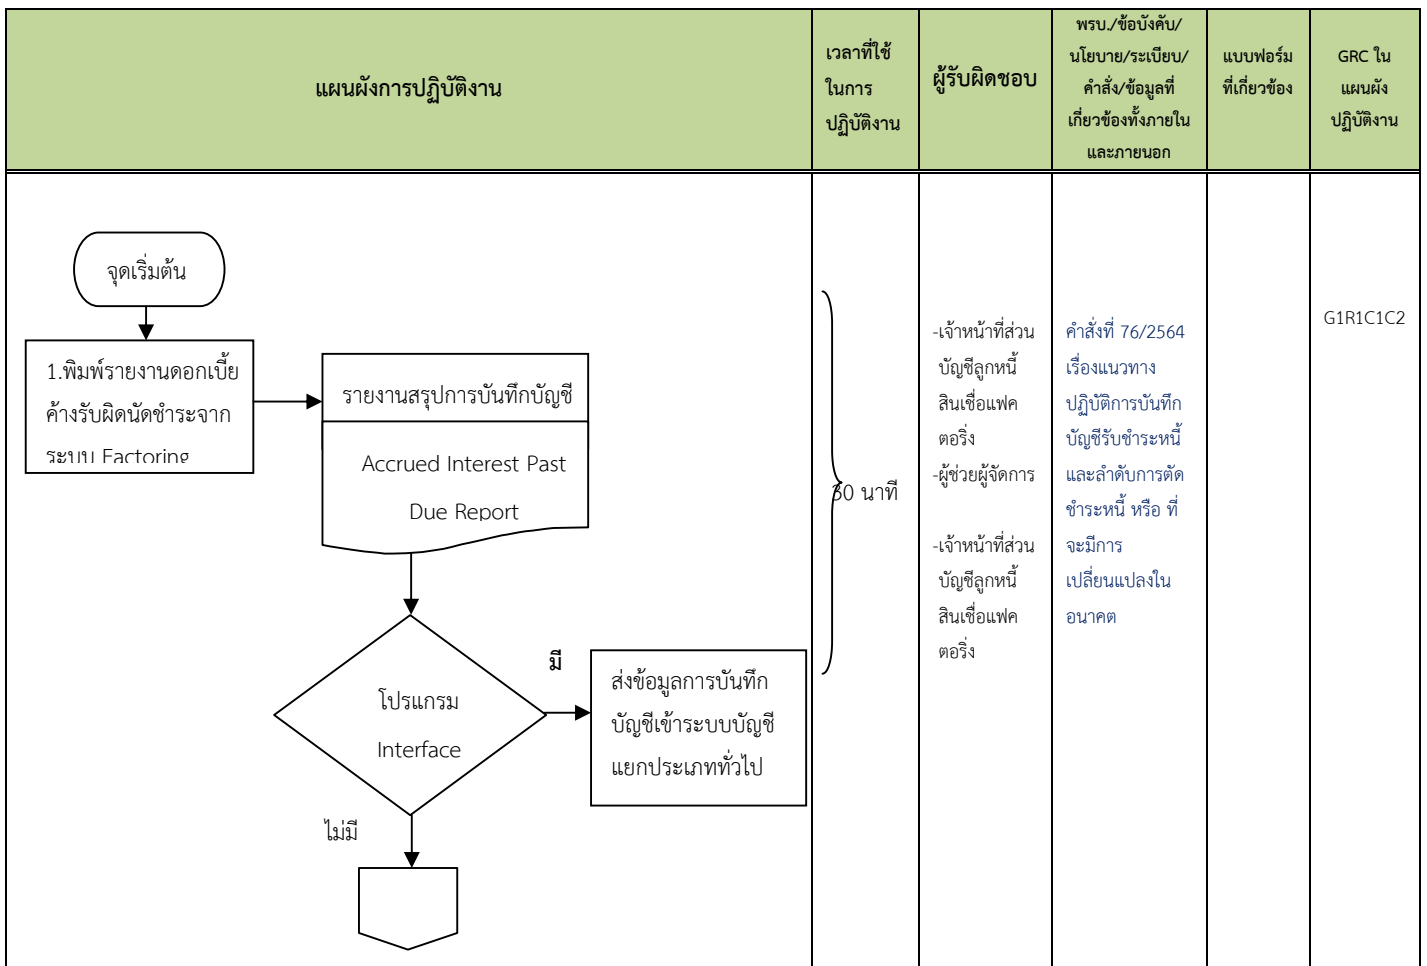 แผนผังการปฏิบัติงาน
เวลาที่ใช้
ในการ
ปฏิบัติงาน
ผู้รับผิดชอบ
พรบ./ข้อบังคับ/
นโยบาย/ระเบียบ/
คำสั่ง/ข้อมูลที่
เกี่ยวข้องทั้งภายใน
และภายนอก
แบบฟอร์ม
ที่เกี่ยวข้อง
GRC ใน
แผนผัง
ปฏิบัติงาน
จุดเริ่มต้น
1.พิมพ์รายงานดอกเบี้ย
ค้างรับผิดนัดชำระจาก
ระบบ Factoring
รายงานสรุปการบันทึกบัญชี
Accrued Interest Past
Due Report
โปรแกรม
Interface
มี
ส่งข้อมูลการบันทึก
บัญชีเข้าระบบบัญชี
แยกประเภททั่วไป
ไม่มี
30 นาที
-เจ้าหน้าที่ส่วน
บัญชีลูกหนี้
สินเชื่อแฟค
ตอริ่ง
-ผู้ช่วยผู้จัดการ
-เจ้าหน้าที่ส่วน
บัญชีลูกหนี้
สินเชื่อแฟค
ตอริ่ง
คำสั่งที่ 76/2564
เรื่องแนวทาง
ปฏิบัติการบันทึก
บัญชีรับชำระหนี้
และลำดับการตัด
ชำระหนี้ หรือ ที่
จะมีการ
เปลี่ยนแปลงใน
อนาคต
G1R1C1C2